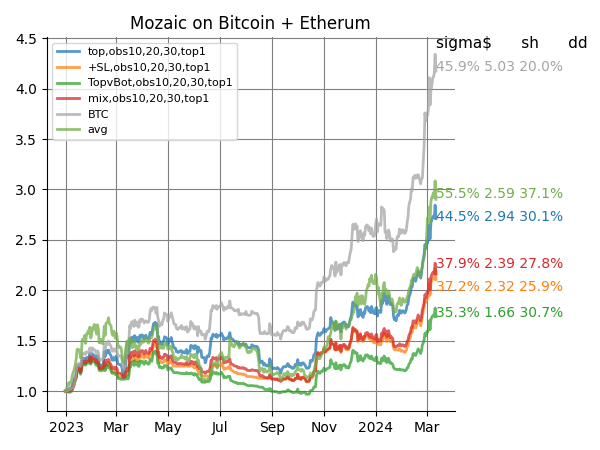 Mozaic on Bitcoin + Etherum
sigma$ sh dd
4.5
4.0
3.5
3.0
2.5
2.0
1.5
1.0
top,obs10,20,30,top1
+SL,obs10,20,30,top1
TopvBot,obs10,20,30,top1
mix,obs10,20,30,top1
BTC
avg
45.9% 5.03 20.0%
55.5% 2.59 37.1%
44.5% 2.94 30.1%
37.9% 2.39 27.8%
37.2% 2.32 25.9%
35.3% 1.66 30.7%
2023 Mar May Jul Sep Nov 2024 Mar